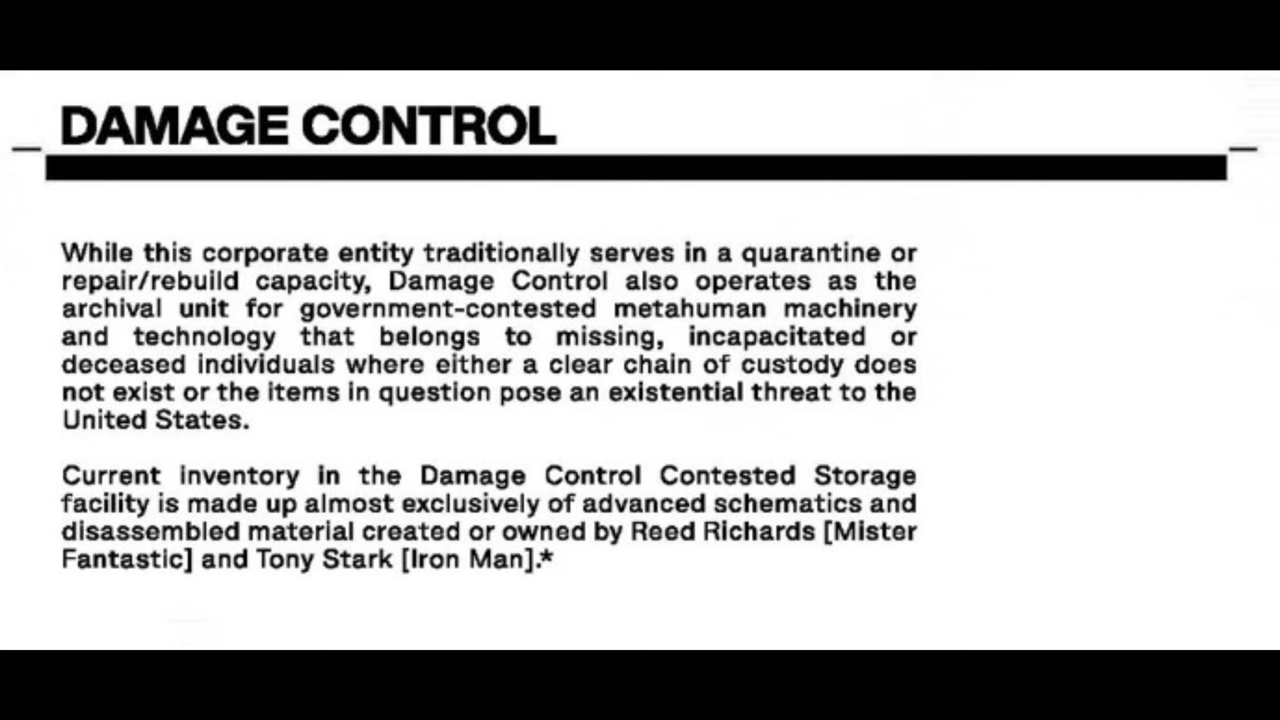 DAMAGE CONTROL
While this corporate entity traditionally serves in a quarantine or
repair/rebuild capacity, Damage Control also operates as the
archival unit for government-contested metahuman machinery
and technology that belongs to missing, incapacitated or
deceased individuals where either a clear chain of custody does
not exist or the items in question pose an existential threat to the
United States.
Current inventory in the Damage Control Contested Storage
facility is made up almost exclusively of advanced schematics and
disassembled material created or owned by Reed Richards [Mister
Fantastic] and Tony Stark [Iron Man].*